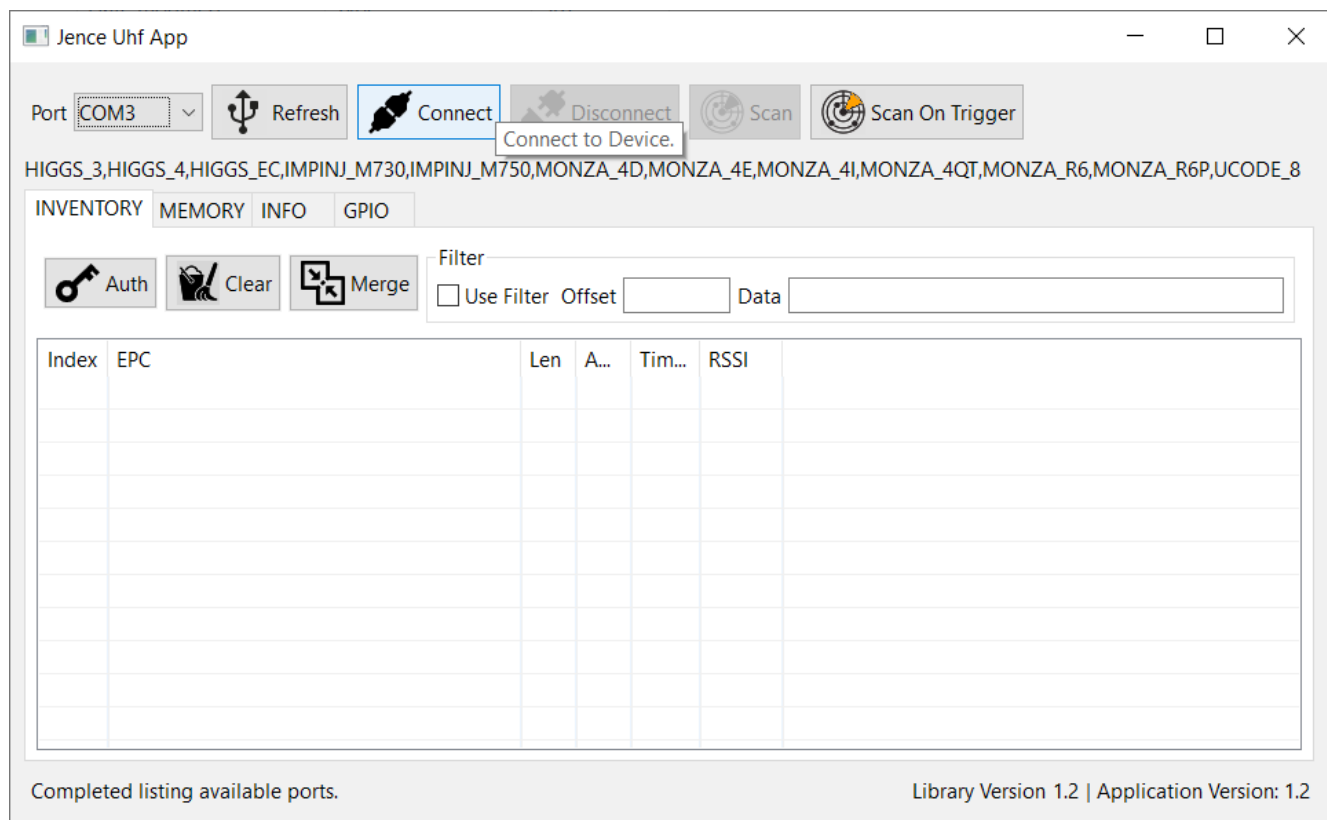 Jence Uhf App
Port COM3 Refresh Connect Disconnect Scan Scan On Trigger
Connect to Device.
HIGGS_3,HIGGS_4,HIGGS_EC,IMPINJ_M730,IMPINJ_M750,MONZA_4D,MONZA_4E,MONZA_4I,MONZA_4QT,MONZA_R6,MONZA_R6P,UCODE_8
INVENTORY MEMORY INFO GPIO
Filter
Auth Clear Merge Use Filter Offset Data
Index EPC Len A... Tim... RSSI
Completed listing available ports. Library Version 1.2 | Application Version: 1.2